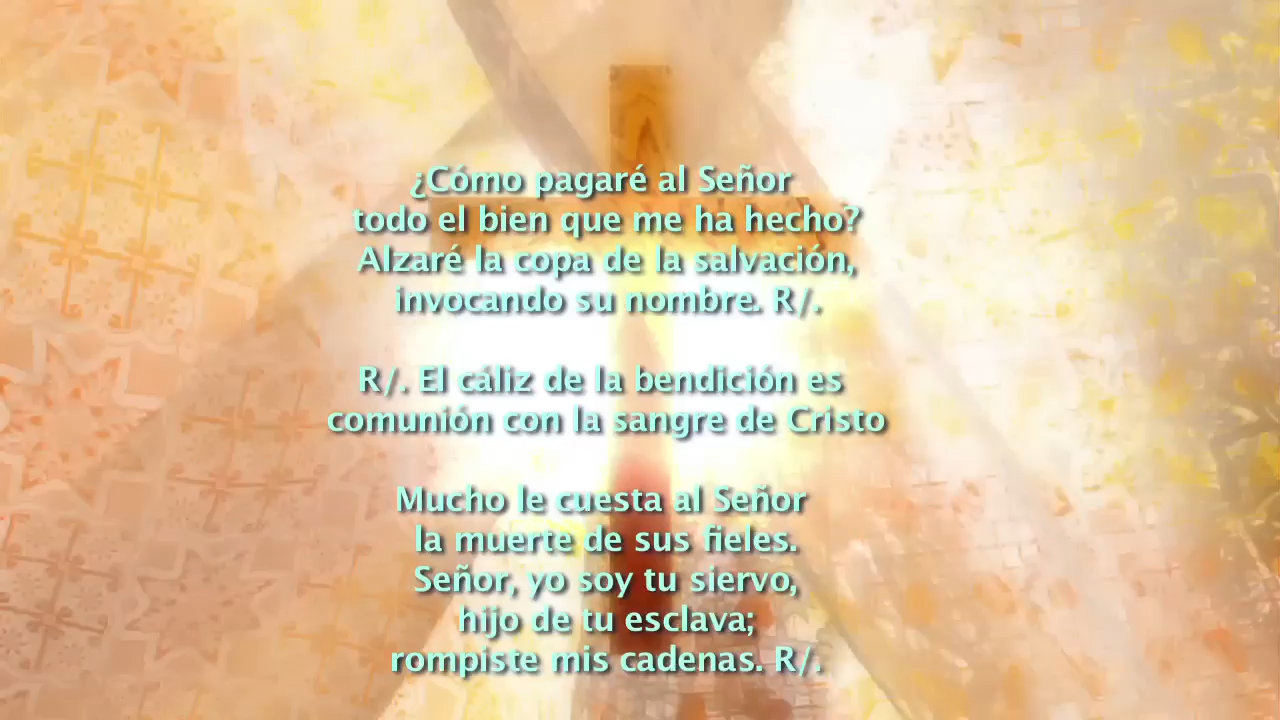 ¿Cómo pagaré al Señor
todo el bien que me ha hecho?
Alzaré la copa de la salvación,
invocando su nombre. R/.
R/. El cáliz de la bendición es
comunión con la sangre de Cristo
Mucho le cuesta al Señor
la muerte de sus fieles.
Señor, yo soy tu siervo,
hijo de tu esclava;
rompiste mis cadenas. R/.